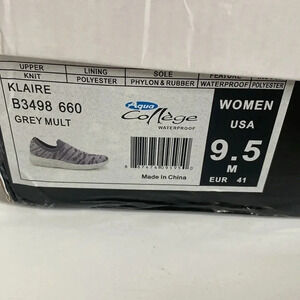 UPPER LINING SOLE FEATURE
KNIT POLYESTER PHYLON & RUBBER WATERPROOF POLYESTER
KLAIRE
B3498 660
GREY MULT
Aqua
College
WATERPROOF
Made In China
WOMEN
USA
9.5
M
EUR 41